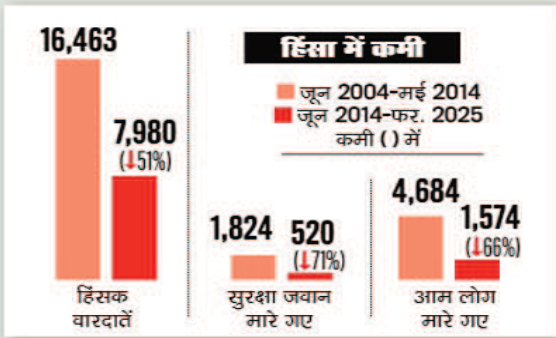 हिंसा में कमी
जून 2004-मई 2014
जून 2014-फर. 2025
कमी () में
16,463
7,980
(↓51%)
हिंसक
वारदातें
1,824
520
(↓71%)
सुरक्षा जवान
मारे गए
4,684
1,574
(↓66%)
आम लोग
मारे गए